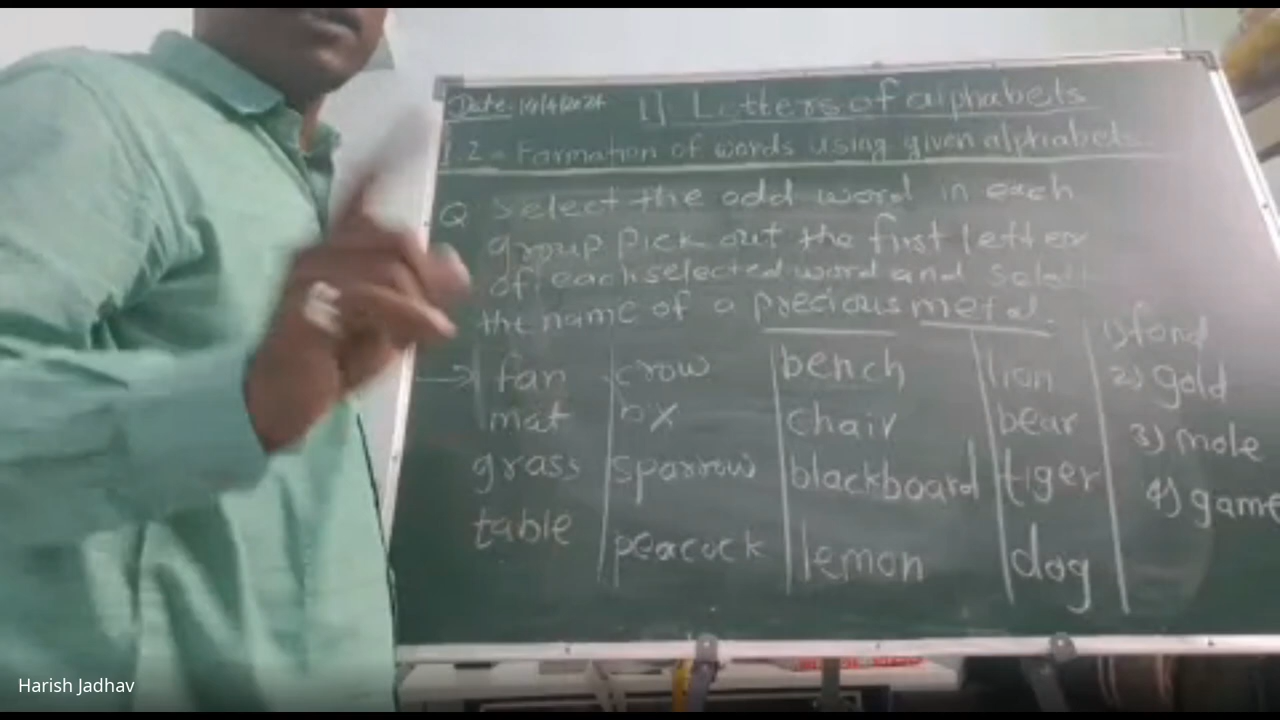 Date: 10/4/2024 1] Letters of alphabets
1.2 = Formation of words using given alphabets
Q Select the odd word in each
group pick out the first letter
of each selected word and
the name of a precious metal.
fan crow bench lion 1) ford
mat ox chair bear 2) gold
grass sparrow blackboard tiger 3) mole
table peacock lemon dog 4) game
Harish Jadhav